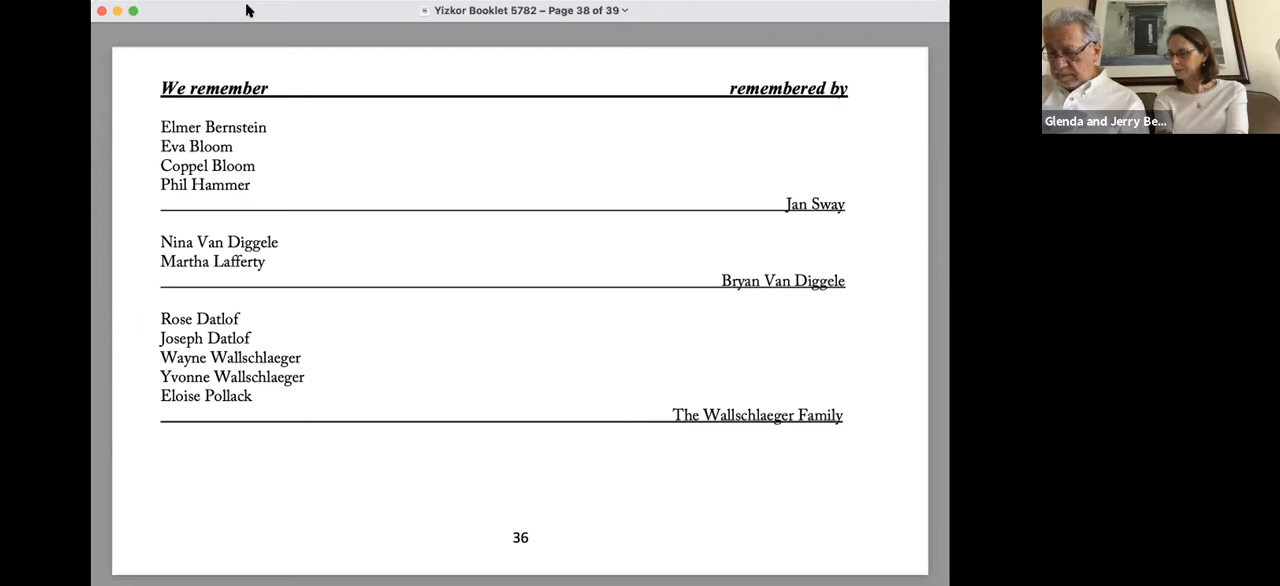 Yizkor Booklet 5782 – Page 38 of 39
We remember remembered by
Elmer Bernstein
Eva Bloom
Coppel Bloom
Phil Hammer
Jan Sway
Nina Van Diggele
Martha Lafferty
Bryan Van Diggele
Rose Datlof
Joseph Datlof
Wayne Wallschlaeger
Yvonne Wallschlaeger
Eloise Pollack
The Wallschlaeger Family
36
Glenda and Jerry Be...